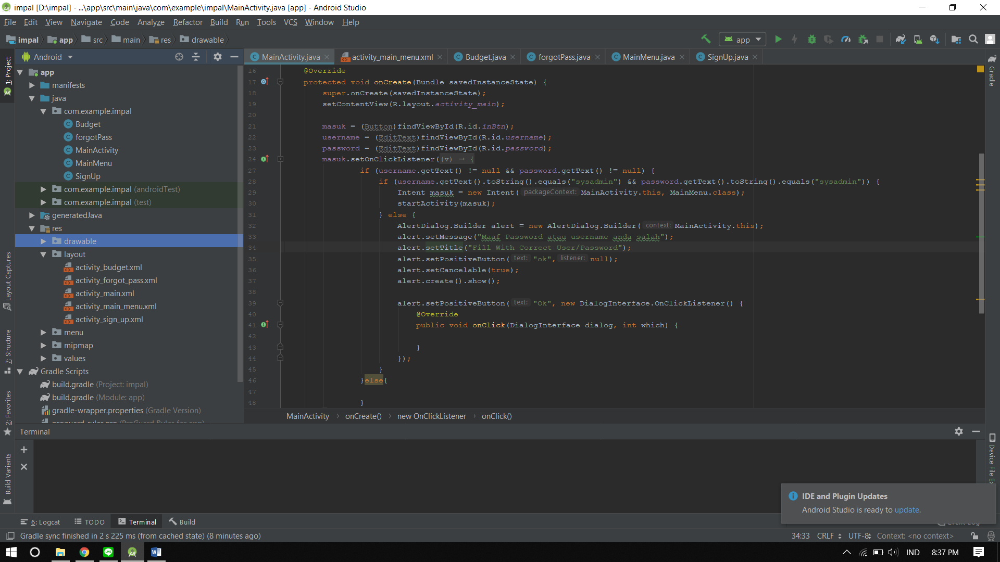 impal [D:\impal] - ...\app\src\main\java\com\example\impal\MainActivity.java [app] - Android Studio
File Edit View Navigate Code Analyze Refactor Build Run Tools VCS Window Help
impal app src main res drawable
app
Android
MainActivity.java activity_main_menu.xml Budget.java forgotPass.java MainMenu.java SignUp.java
1: Project
Layout Captures
7: Structure
2: Favorites
Build Variants
app
manifests
java
com.example.impal
Budget
forgotPass
MainActivity
MainMenu
SignUp
com.example.impal (androidTest)
com.example.impal (test)
generatedJava
res
drawable
layout
activity_budget.xml
activity_forgot_pass.xml
activity_main.xml
activity_main_menu.xml
activity_sign_up.xml
menu
mipmap
values
Gradle Scripts
build.gradle (Project: impal)
build.gradle (Module: app)
gradle-wrapper.properties (Gradle Version)
proguard-rules.pro (ProGuard Rules for app)
16 @Override
17 protected void onCreate(Bundle savedInstanceState) {
18 super.onCreate(savedInstanceState);
19 setContentView(R.layout.activity_main);
20
21 masuk = (Button)findViewById(R.id.inBtn);
22 username = (EditText)findViewById(R.id.username);
23 password = (EditText)findViewById(R.id.password);
24 masuk.setOnClickListener((v) → {
27 if (username.getText() != null && password.getText() != null) {
28 if (username.getText().toString().equals("sysadmin") && password.getText().toString().equals("sysadmin")) {
29 Intent masuk = new Intent( packageContext: MainActivity.this, MainMenu.class);
30 startActivity(masuk);
31 } else {
32 AlertDialog.Builder alert = new AlertDialog.Builder( context: MainActivity.this);
33 alert.setMessage("Maaf Password atau username anda salah");
34 alert.setTitle("Fill With Correct User/Password");
35 alert.setPositiveButton( text: "ok", listener: null);
36 alert.setCancelable(true);
37 alert.create().show();
38
39 alert.setPositiveButton( text: "Ok", new DialogInterface.OnClickListener() {
40 @Override
41 public void onClick(DialogInterface dialog, int which) {
42
43 }
44 });
45 }
46 }else{
47
48 }
MainActivity › onCreate() › new OnClickListener › onClick()
Gradle
Device File Ex
Terminal
IDE and Plugin Updates
Android Studio is ready to update.
6: Logcat TODO Terminal Build Event Log
Gradle sync finished in 2 s 225 ms (from cached state) (8 minutes ago)
34:33 CRLF UTF-8 Context: <no context>
IND 8:37 PM